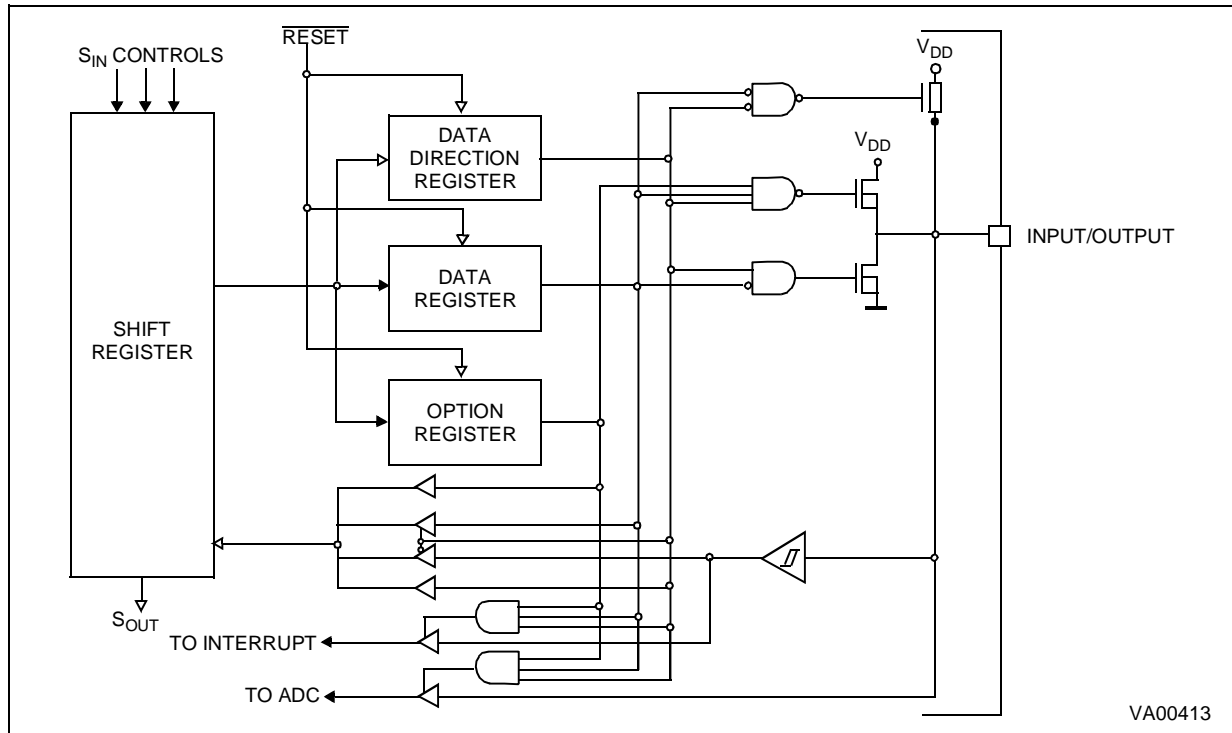 S_IN CONTROLS
RESET
V_DD
DATA
DIRECTION
REGISTER
V_DD
INPUT/OUTPUT
DATA
REGISTER
SHIFT
REGISTER
OPTION
REGISTER
S_OUT
TO INTERRUPT
TO ADC
VA00413